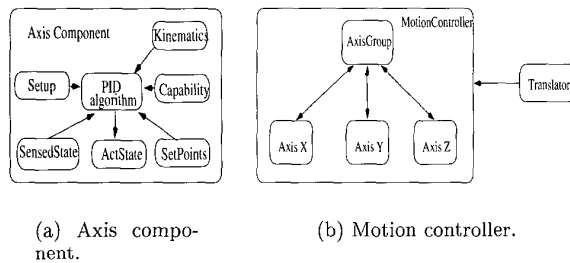 Axis Component
Kinematics
Setup
PID
algorithm
Capability
SensedState
ActState
SetPoints
(a) Axis compo-
nent.
MotionController
AxisGroup
Translator
Axis X
Axis Y
Axis Z
(b) Motion controller.